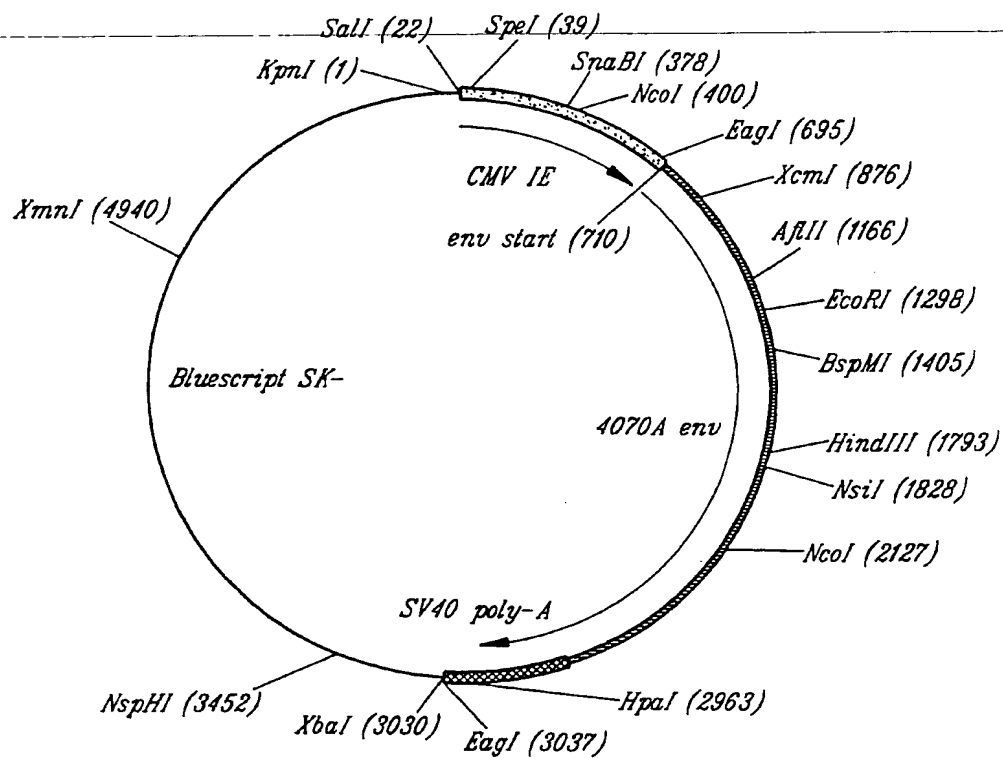 SalI (22)
SpeI (39)
KpnI (1)
SnaBI (378)
NcoI (400)
EagI (695)
CMV IE
XcmI (876)
XmnI (4940)
env start (710)
AflII (1166)
EcoRI (1298)
BspMI (1405)
Bluescript SK-
4070A env
HindIII (1793)
NsiI (1828)
NcoI (2127)
SV40 poly-A
NspHI (3452)
HpaI (2963)
XbaI (3030)
EagI (3037)